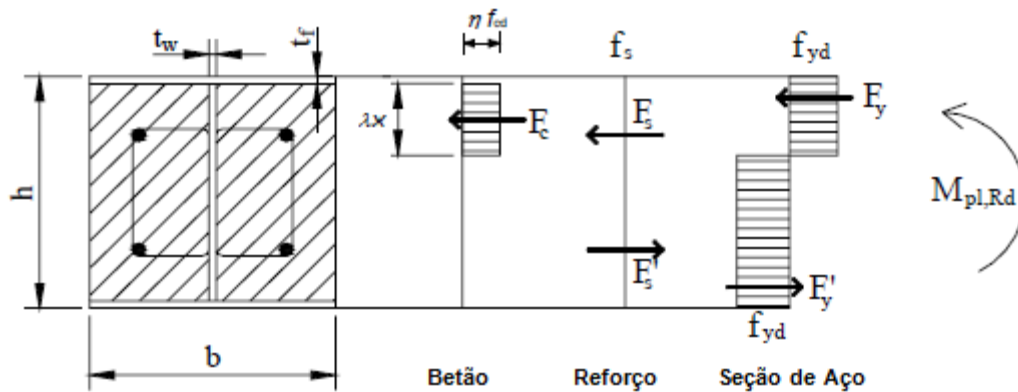 t_w
t_f
η f_cd
f_s
f_yd
λx
F_c
F_s
F_y
h
M_pl,Rd
F'_s
F'_y
f_yd
b
Betão
Reforço
Seção de Aço